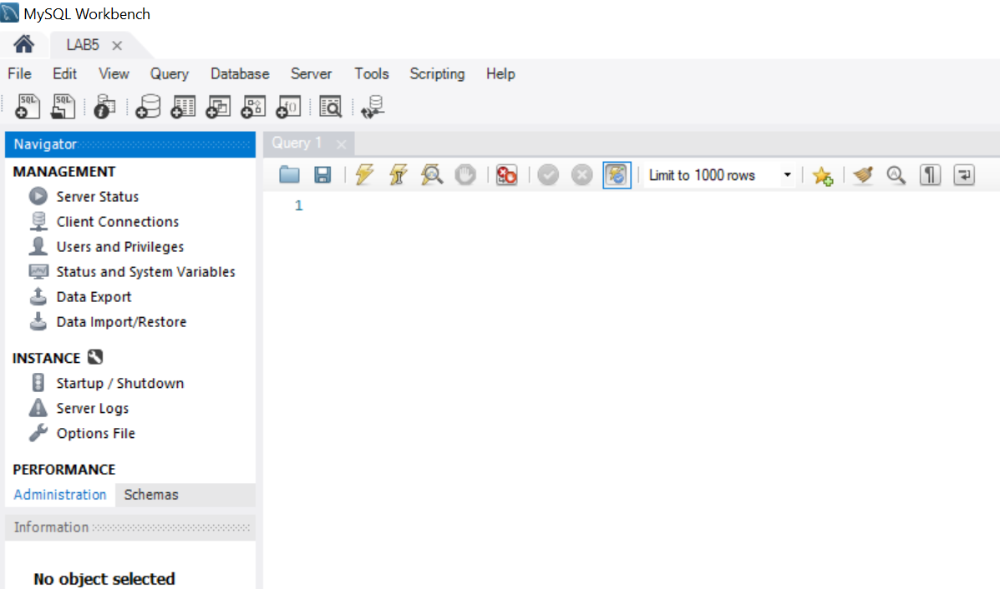 MySQL Workbench
LAB5
File Edit View Query Database Server Tools Scripting Help
SQL SQL
Navigator
MANAGEMENT
Server Status
Client Connections
Users and Privileges
Status and System Variables
Data Export
Data Import/Restore
INSTANCE
Startup / Shutdown
Server Logs
Options File
PERFORMANCE
Administration Schemas
Information
No object selected
Query 1
Limit to 1000 rows
1